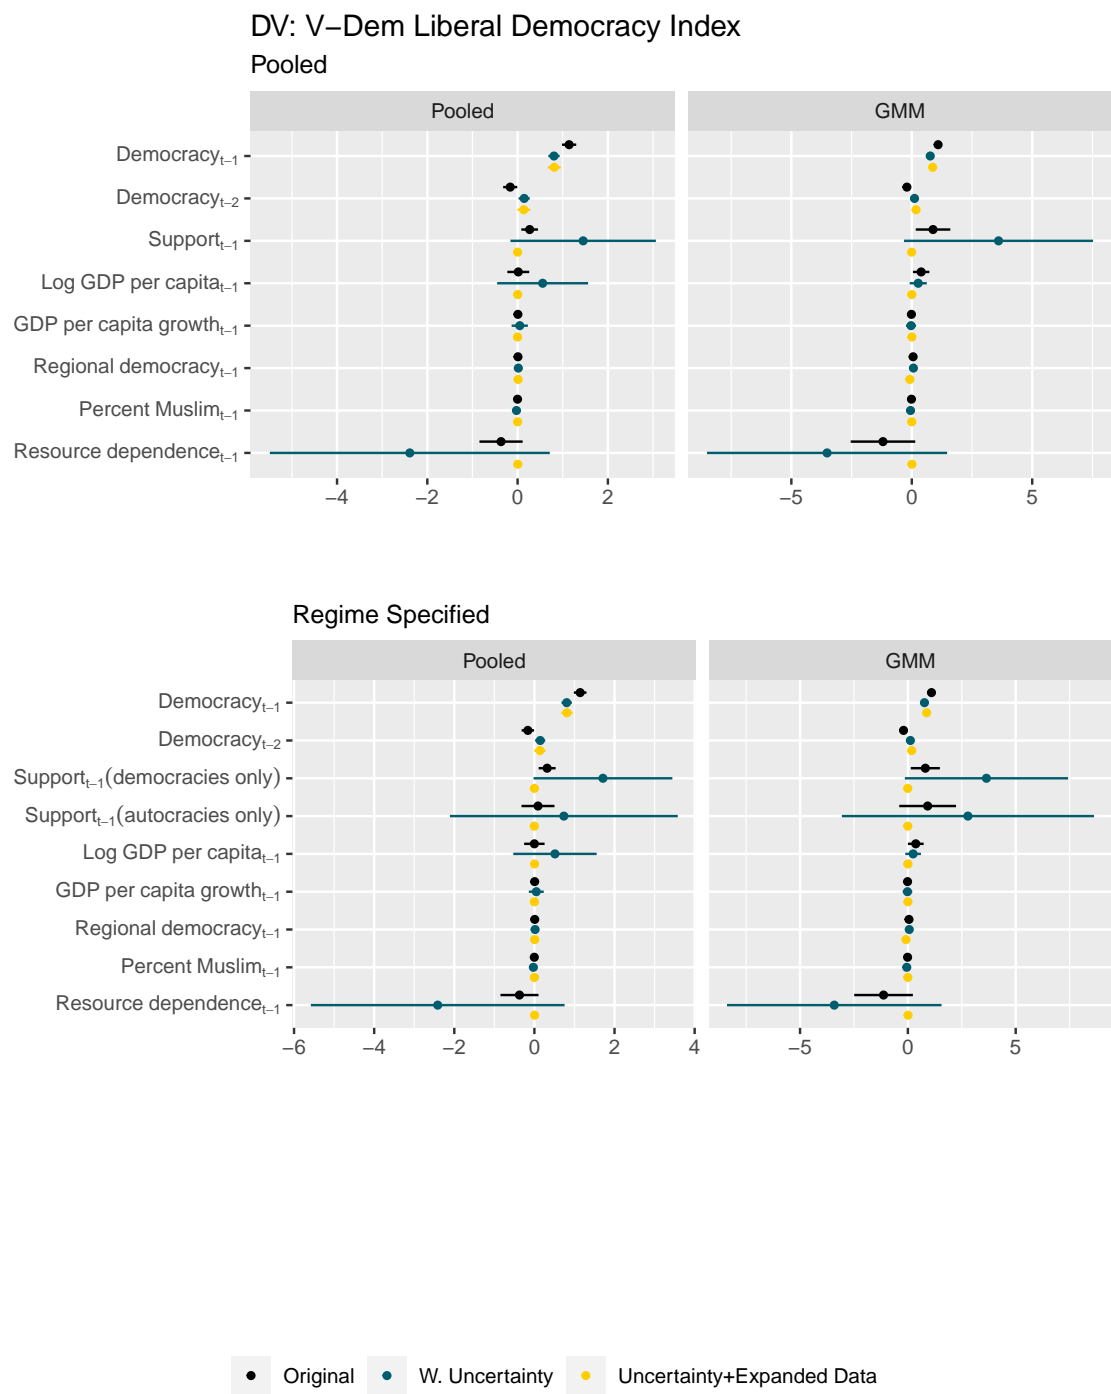 DV: V−Dem Liberal Democracy Index
Pooled
Pooled GMM
Democracyt−1
Democracyt−2
Supportt−1
Log GDP per capitat−1
GDP per capita growtht−1
Regional democracyt−1
Percent Muslimt−1
Resource dependencet−1
−4 −2 0 2 −5 0 5
Regime Specified
Pooled GMM
Democracyt−1
Democracyt−2
Supportt−1(democracies only)
Supportt−1(autocracies only)
Log GDP per capitat−1
GDP per capita growtht−1
Regional democracyt−1
Percent Muslimt−1
Resource dependencet−1
−6 −4 −2 0 2 4 −5 0 5
Original W. Uncertainty Uncertainty+Expanded Data